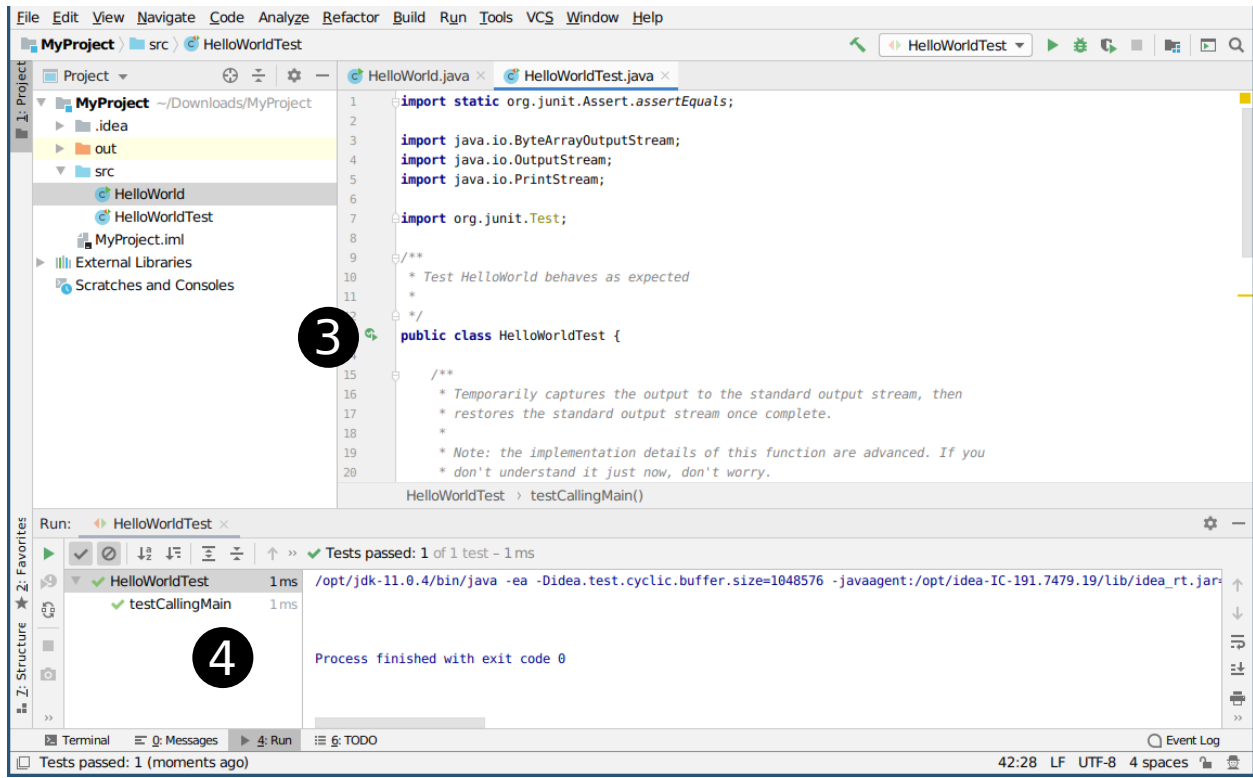 File Edit View Navigate Code Analyze Refactor Build Run Tools VCS Window Help
MyProject src HelloWorldTest
HelloWorldTest
1: Project
Project
MyProject ~/Downloads/MyProject
.idea
out
src
HelloWorld
HelloWorldTest
MyProject.iml
External Libraries
Scratches and Consoles
HelloWorld.java HelloWorldTest.java
1 import static org.junit.Assert.assertEquals;
2
3 import java.io.ByteArrayOutputStream;
4 import java.io.OutputStream;
5 import java.io.PrintStream;
6
7 import org.junit.Test;
8
9 /**
10 * Test HelloWorld behaves as expected
11 *
*/
3
public class HelloWorldTest {
15 /**
16 * Temporarily captures the output to the standard output stream, then
17 * restores the standard output stream once complete.
18 *
19 * Note: the implementation details of this function are advanced. If you
20 * don't understand it just now, don't worry.
HelloWorldTest › testCallingMain()
2: Favorites
7: Structure
Run: HelloWorldTest
» Tests passed: 1 of 1 test – 1 ms
HelloWorldTest 1 ms
testCallingMain 1 ms
4
/opt/jdk-11.0.4/bin/java -ea -Didea.test.cyclic.buffer.size=1048576 -javaagent:/opt/idea-IC-191.7479.19/lib/idea_rt.jar=
Process finished with exit code 0
Terminal 0: Messages 4: Run 6: TODO Event Log
Tests passed: 1 (moments ago) 42:28 LF UTF-8 4 spaces